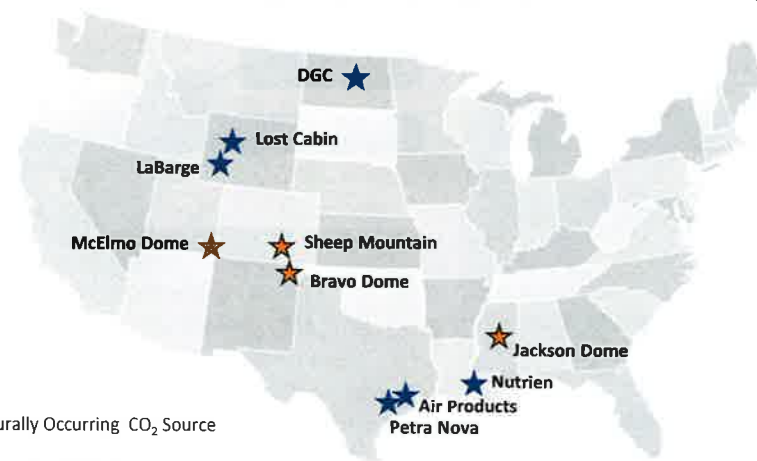 DGC
Lost Cabin
LaBarge
McElmo Dome
Sheep Mountain
Bravo Dome
Jackson Dome
Nutrien
Air Products
Petra Nova
urally Occurring CO₂ Source